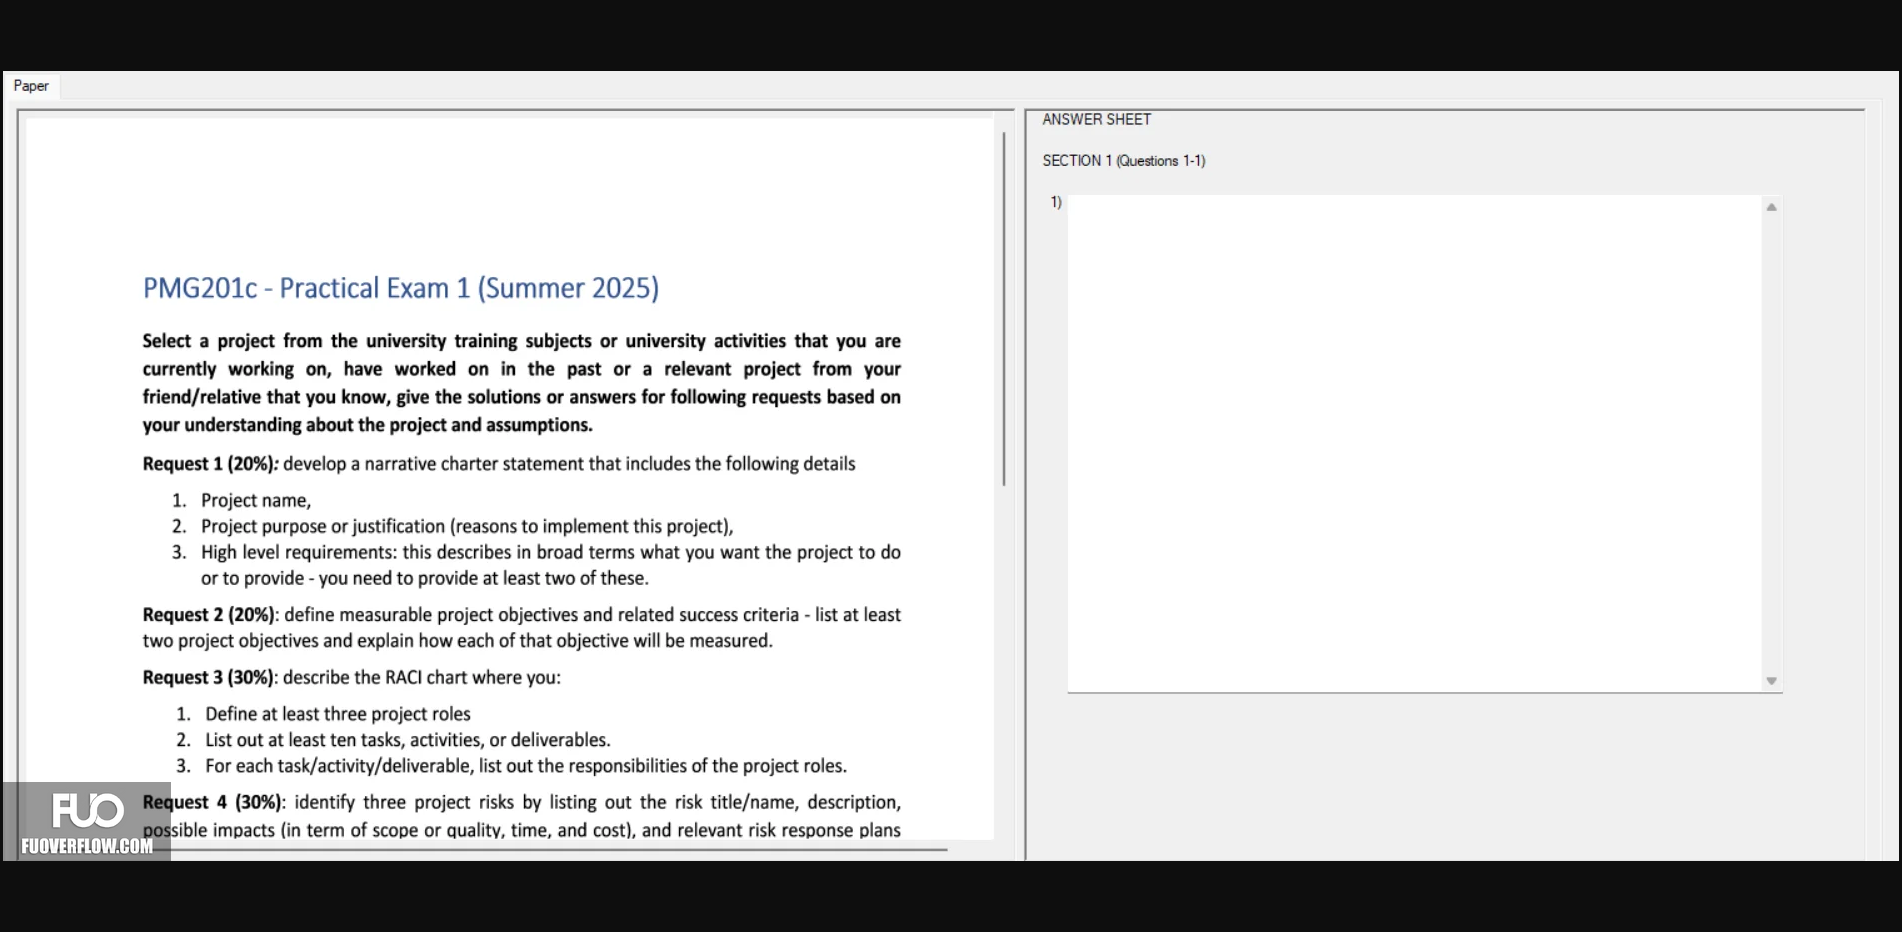 Paper
PMG201c - Practical Exam 1 (Summer 2025)
Select a project from the university training subjects or university activities that you are
currently working on, have worked on in the past or a relevant project from your
friend/relative that you know, give the solutions or answers for following requests based on
your understanding about the project and assumptions.
Request 1 (20%): develop a narrative charter statement that includes the following details
1. Project name,
2. Project purpose or justification (reasons to implement this project),
3. High level requirements: this describes in broad terms what you want the project to do
or to provide - you need to provide at least two of these.
Request 2 (20%): define measurable project objectives and related success criteria - list at least
two project objectives and explain how each of that objective will be measured.
Request 3 (30%): describe the RACI chart where you:
1. Define at least three project roles
2. List out at least ten tasks, activities, or deliverables.
3. For each task/activity/deliverable, list out the responsibilities of the project roles.
Request 4 (30%): identify three project risks by listing out the risk title/name, description,
possible impacts (in term of scope or quality, time, and cost), and relevant risk response plans
FUO
FUOVERFLOW.COM
ANSWER SHEET
SECTION 1 (Questions 1-1)
1)